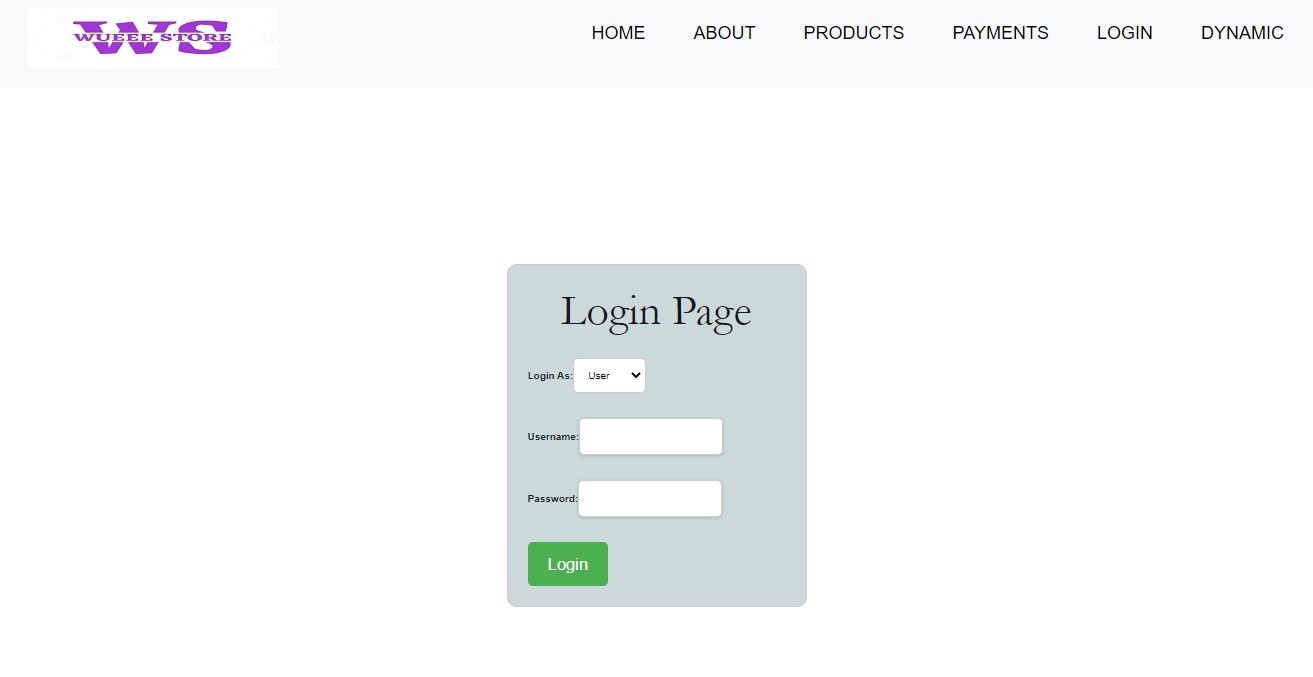 WS
WUEEE STORE
HOME ABOUT PRODUCTS PAYMENTS LOGIN DYNAMIC
Login Page
Login As: User
Username:
Password:
Login